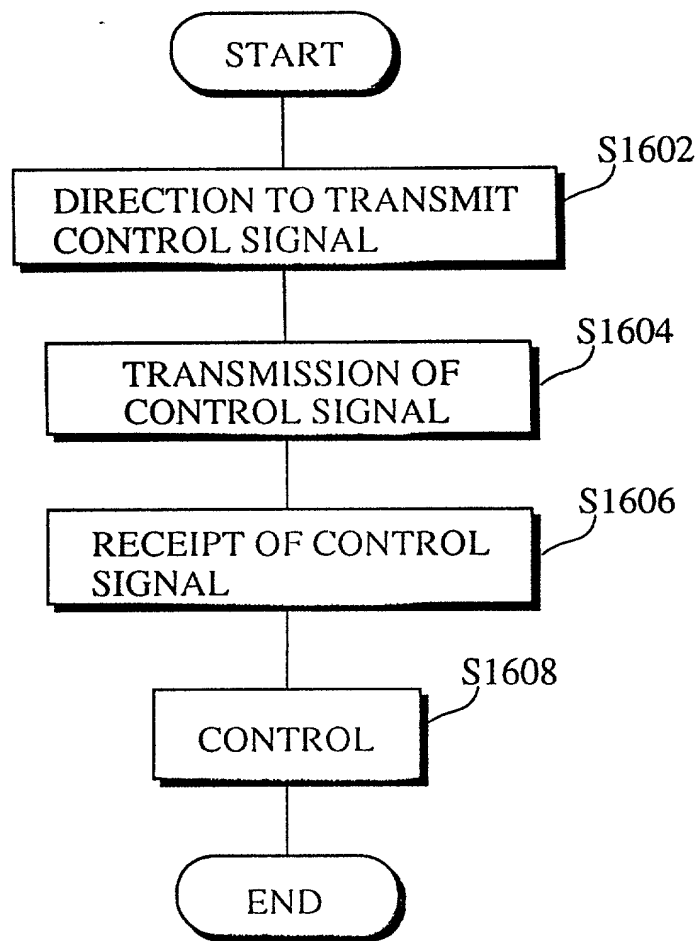 START
S1602
DIRECTION TO TRANSMIT
CONTROL SIGNAL
S1604
TRANSMISSION OF
CONTROL SIGNAL
S1606
RECEIPT OF CONTROL
SIGNAL
S1608
CONTROL
END